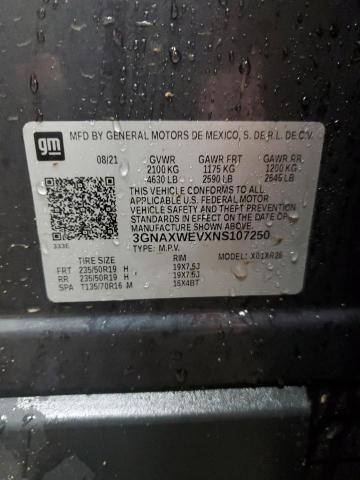 gm
MFD BY GENERAL MOTORS DE MEXICO, S. DE R.L. DE C.V.
08/21 GVWR GAWR FRT GAWR RR
2100 KG 1175 KG 1200 KG
4630 LB 2590 LB 2645 LB
THIS VEHICLE CONFORMS TO ALL
APPLICABLE U.S. FEDERAL MOTOR
VEHICLE SAFETY AND THEFT PREVENTION
STANDARDS IN EFFECT ON THE DATE OF
MANUFACTURE SHOWN ABOVE.
3GNAXWEVXNS107250
333E TYPE: M.P.V. MODEL: X01XR26
TIRE SIZE RIM
FRT 235/50R19 H 19X7.5J
RR 235/50R19 H 19X7.5J
SPA T135/70R16 M 16X4BT